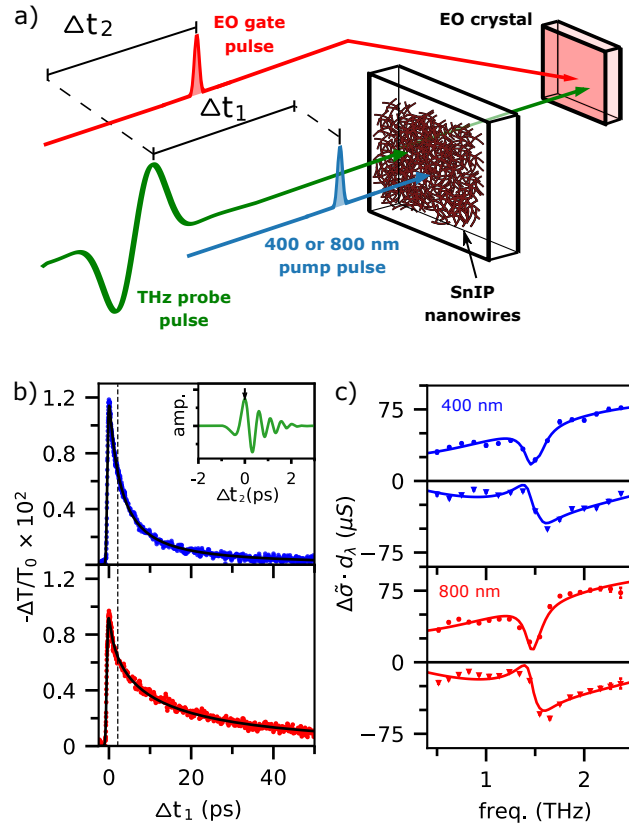 a)
Δt₂
EO gate
pulse
EO crystal
Δt₁
400 or 800 nm
pump pulse
THz probe
pulse
SnIP
nanowires
b)
-ΔT/T₀ × 10²
1.2
0.8
0.4
1.2
0.8
0.4
0
0
20
40
Δt₁ (ps)
amp.
-2
0
2
Δt₂(ps)
c)
Δσ̃ · d_λ (μS)
400 nm
75
0
−75
800 nm
75
0
−75
1
2
freq. (THz)